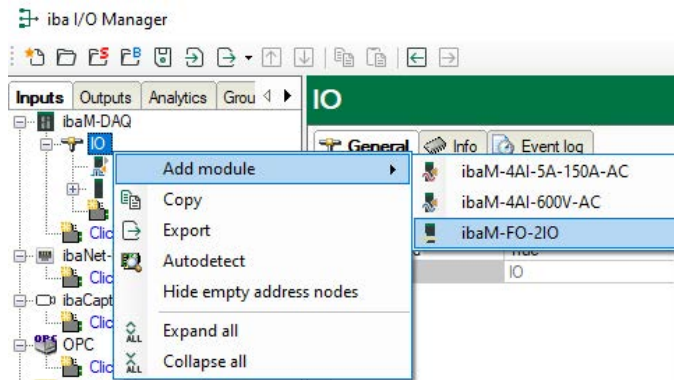 iba I/O Manager
Inputs Outputs Analytics Grou
ibaM-DAQ
IO
Clic
ibaNet-
Clic
ibaCapt
Clic
OPC
OPC
Clic
Add module
Copy
Export
Autodetect
Hide empty address nodes
ALL Expand all
ALL Collapse all
IO
General Info Event log
ibaM-4AI-5A-150A-AC
ibaM-4AI-600V-AC
ibaM-FO-2IO
True
IO